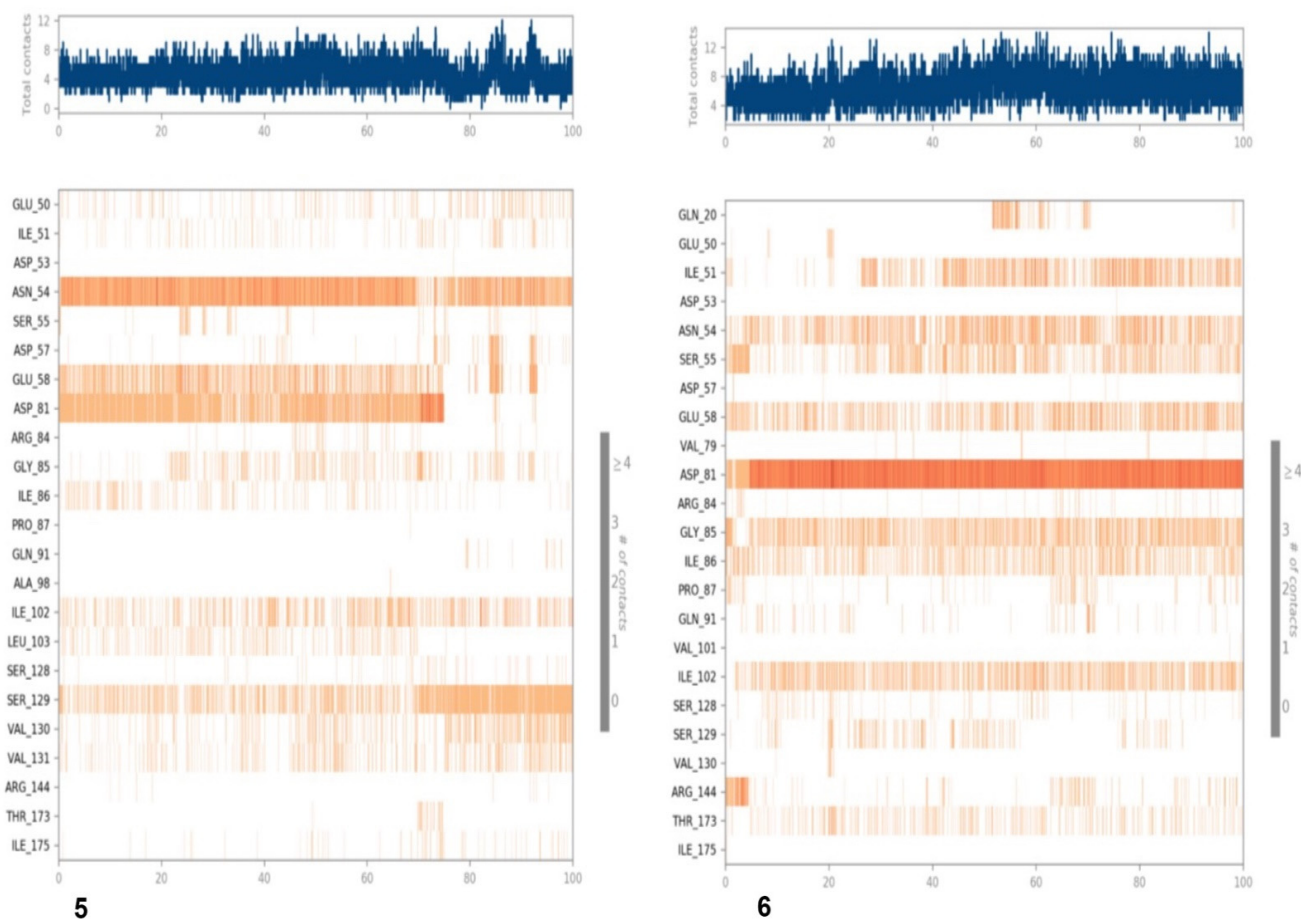 Total contacts
12
8
4
0
0 20 40 60 80 100
GLU_50
ILE_51
ASP_53
ASN_54
SER_55
ASP_57
GLU_58
ASP_81
ARG_84
GLY_85
ILE_86
PRO_87
GLN_91
ALA_98
ILE_102
LEU_103
SER_128
SER_129
VAL_130
VAL_131
ARG_144
THR_173
ILE_175
0 20 40 60 80 100
≥4
3
2
1
0
# of contacts
5
Total contacts
12
8
4
0 20 40 60 80 100
GLN_20
GLU_50
ILE_51
ASP_53
ASN_54
SER_55
ASP_57
GLU_58
VAL_79
ASP_81
ARG_84
GLY_85
ILE_86
PRO_87
GLN_91
VAL_101
ILE_102
SER_128
SER_129
VAL_130
ARG_144
THR_173
ILE_175
0 20 40 60 80 100
≥4
3
2
1
0
# of contacts
6